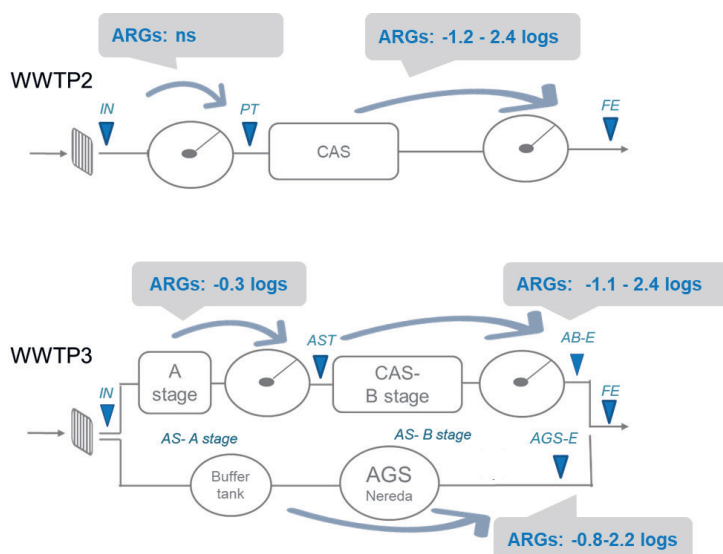 ARGs: ns
ARGs: -1.2 - 2.4 logs
WWTP2
IN
PT
FE
CAS
ARGs: -0.3 logs
ARGs: -1.1 - 2.4 logs
WWTP3
AST
AB-E
IN
A
stage
CAS-
B stage
FE
AS- A stage
AS- B stage
AGS-E
Buffer
tank
AGS
Nereda
ARGs: -0.8-2.2 logs